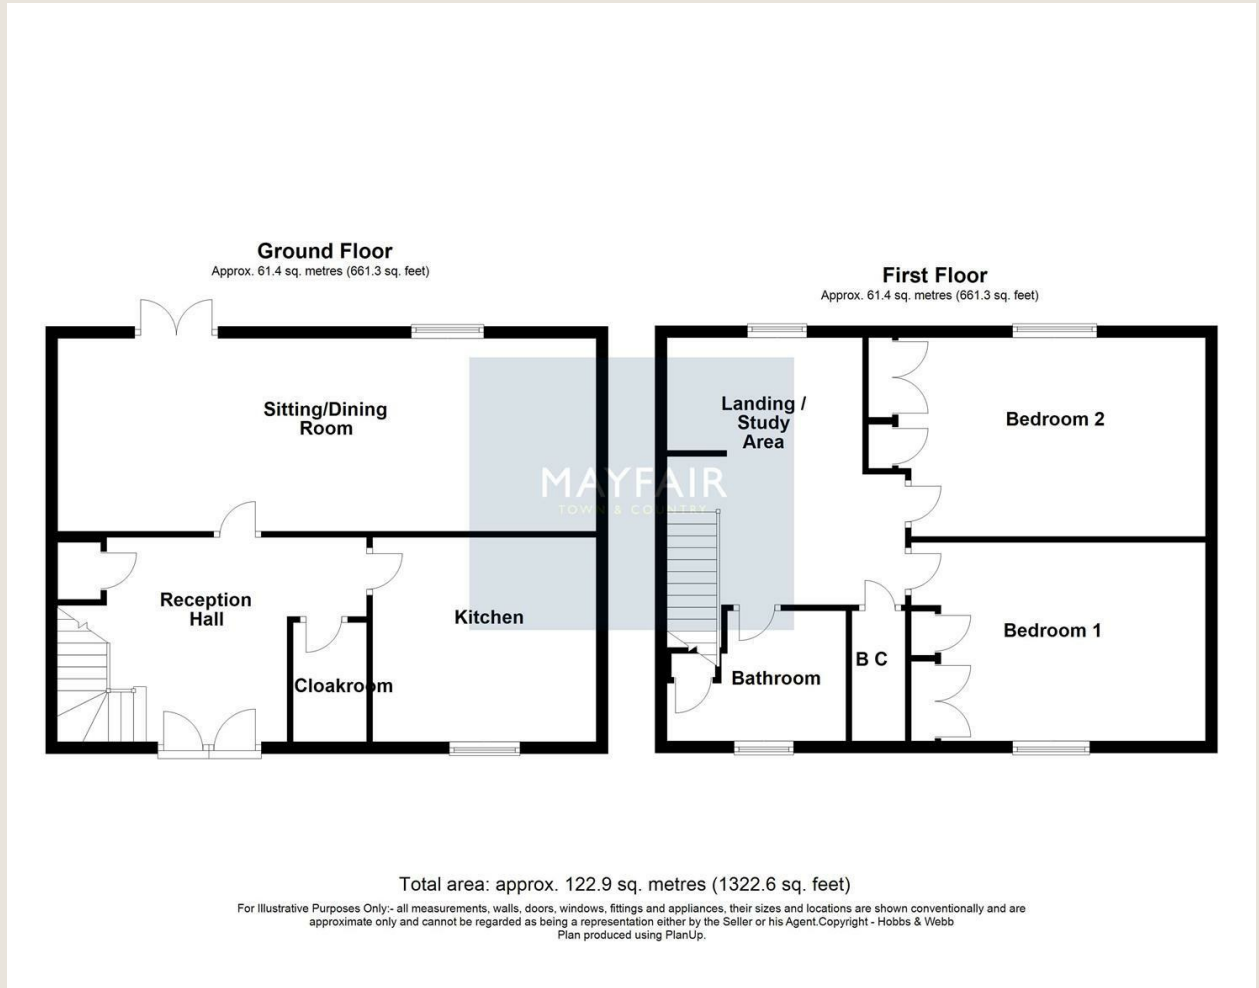 Ground Floor
Approx. 61.4 sq. metres (661.3 sq. feet)
Sitting/Dining
Room
Reception
Hall
Kitchen
Cloakroom
First Floor
Approx. 61.4 sq. metres (661.3 sq. feet)
Landing /
Study
Area
Bedroom 2
Bedroom 1
B C
Bathroom
MAYFAIR
TOWN & COUNTRY
Total area: approx. 122.9 sq. metres (1322.6 sq. feet)
For Illustrative Purposes Only:- all measurements, walls, doors, windows, fittings and appliances, their sizes and locations are shown conventionally and are
approximate only and cannot be regarded as being a representation either by the Seller or his Agent.Copyright - Hobbs & Webb
Plan produced using PlanUp.